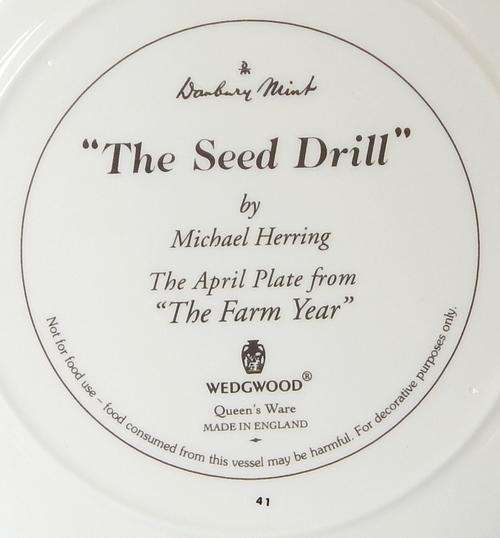 Danbury Mint
“The Seed Drill”
by
Michael Herring
The April Plate from
“The Farm Year”
WEDGWOOD®
Queen's Ware
MADE IN ENGLAND
Not for food use – food consumed from this vessel may be harmful. For decorative purposes only.
41